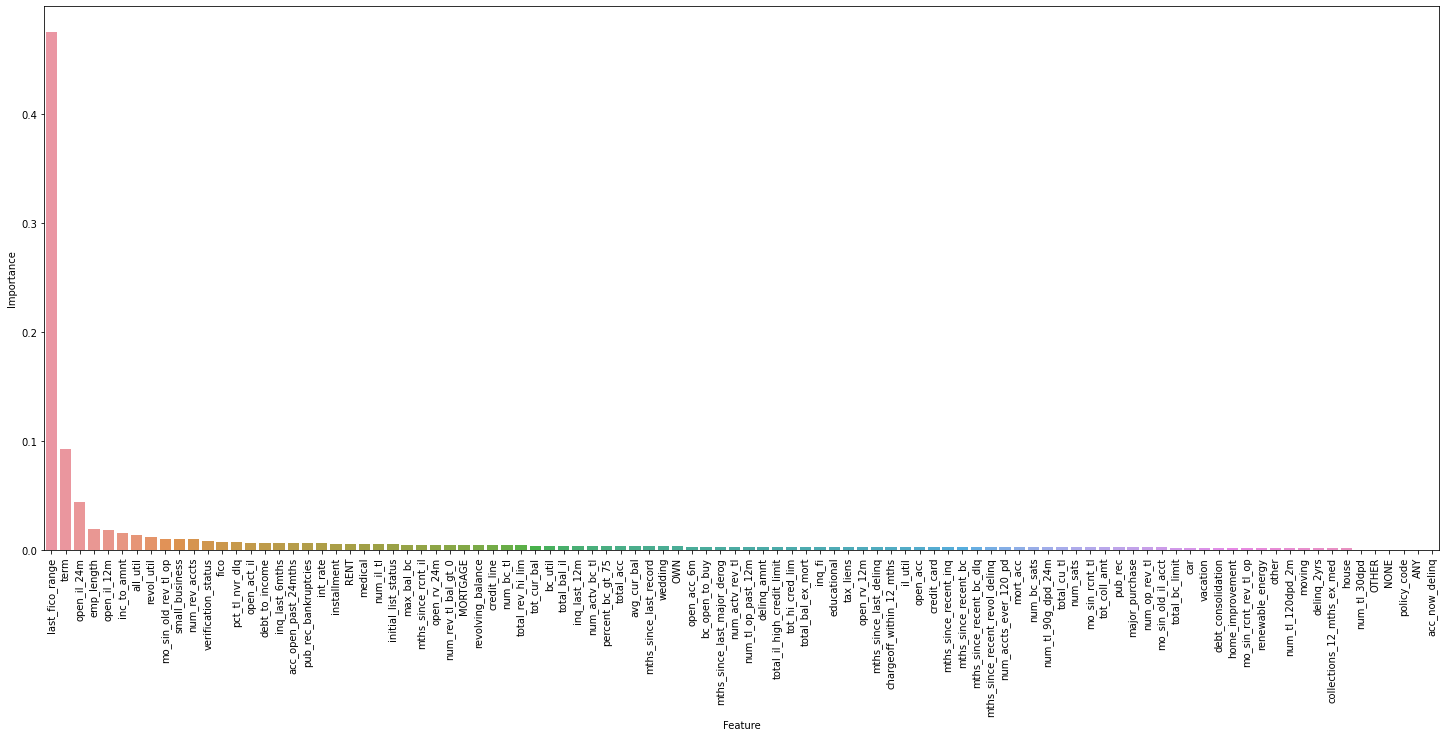 0.4
0.3
0.2
0.1
0.0
Importance
last_fico_range
term
open_il_24m
emp_length
open_il_12m
inc_to_amnt
all_util
revol_util
mo_sin_old_rev_tl_op
small_business
num_rev_accts
verification_status
fico
pct_tl_nvr_dlq
open_act_il
debt_to_income
inq_last_6mths
acc_open_past_24mths
pub_rec_bankruptcies
int_rate
installment
RENT
medical
num_il_tl
initial_list_status
max_bal_bc
mths_since_rcnt_il
open_rv_24m
num_rev_tl_bal_gt_0
MORTGAGE
revolving_balance
credit_line
num_bc_tl
total_rev_hi_lim
tot_cur_bal
bc_util
total_bal_il
inq_last_12m
num_actv_bc_tl
percent_bc_gt_75
total_acc
avg_cur_bal
mths_since_last_record
wedding
OWN
open_acc_6m
bc_open_to_buy
mths_since_last_major_derog
num_actv_rev_tl
num_tl_op_past_12m
delinq_amnt
total_il_high_credit_limit
tot_hi_cred_lim
total_bal_ex_mort
inq_fi
educational
tax_liens
open_rv_12m
mths_since_last_delinq
chargeoff_within_12_mths
il_util
open_acc
credit_card
mths_since_recent_inq
mths_since_recent_bc
mths_since_recent_bc_dlq
mths_since_recent_revol_delinq
num_accts_ever_120_pd
mort_acc
num_bc_sats
num_tl_90g_dpd_24m
total_cu_tl
num_sats
mo_sin_rcnt_tl
tot_coll_amt
pub_rec
major_purchase
num_op_rev_tl
mo_sin_old_il_acct
total_bc_limit
car
vacation
debt_consolidation
home_improvement
mo_sin_rcnt_rev_tl_op
renewable_energy
other
num_tl_120dpd_2m
moving
delinq_2yrs
collections_12_mths_ex_med
house
num_tl_30dpd
OTHER
NONE
policy_code
ANY
acc_now_delinq
Feature